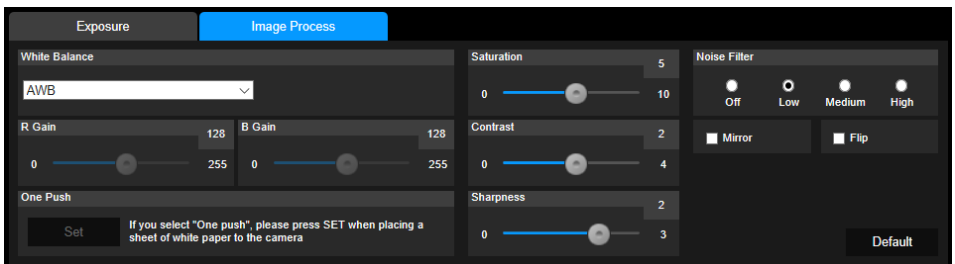 Exposure
Image Process
White Balance
AWB
R Gain
128
0
255
B Gain
128
0
255
One Push
Set
If you select "One push", please press SET when placing a
sheet of white paper to the camera
Saturation
5
0
10
Contrast
2
0
4
Sharpness
2
0
3
Noise Filter
Off
Low
Medium
High
Mirror
Flip
Default